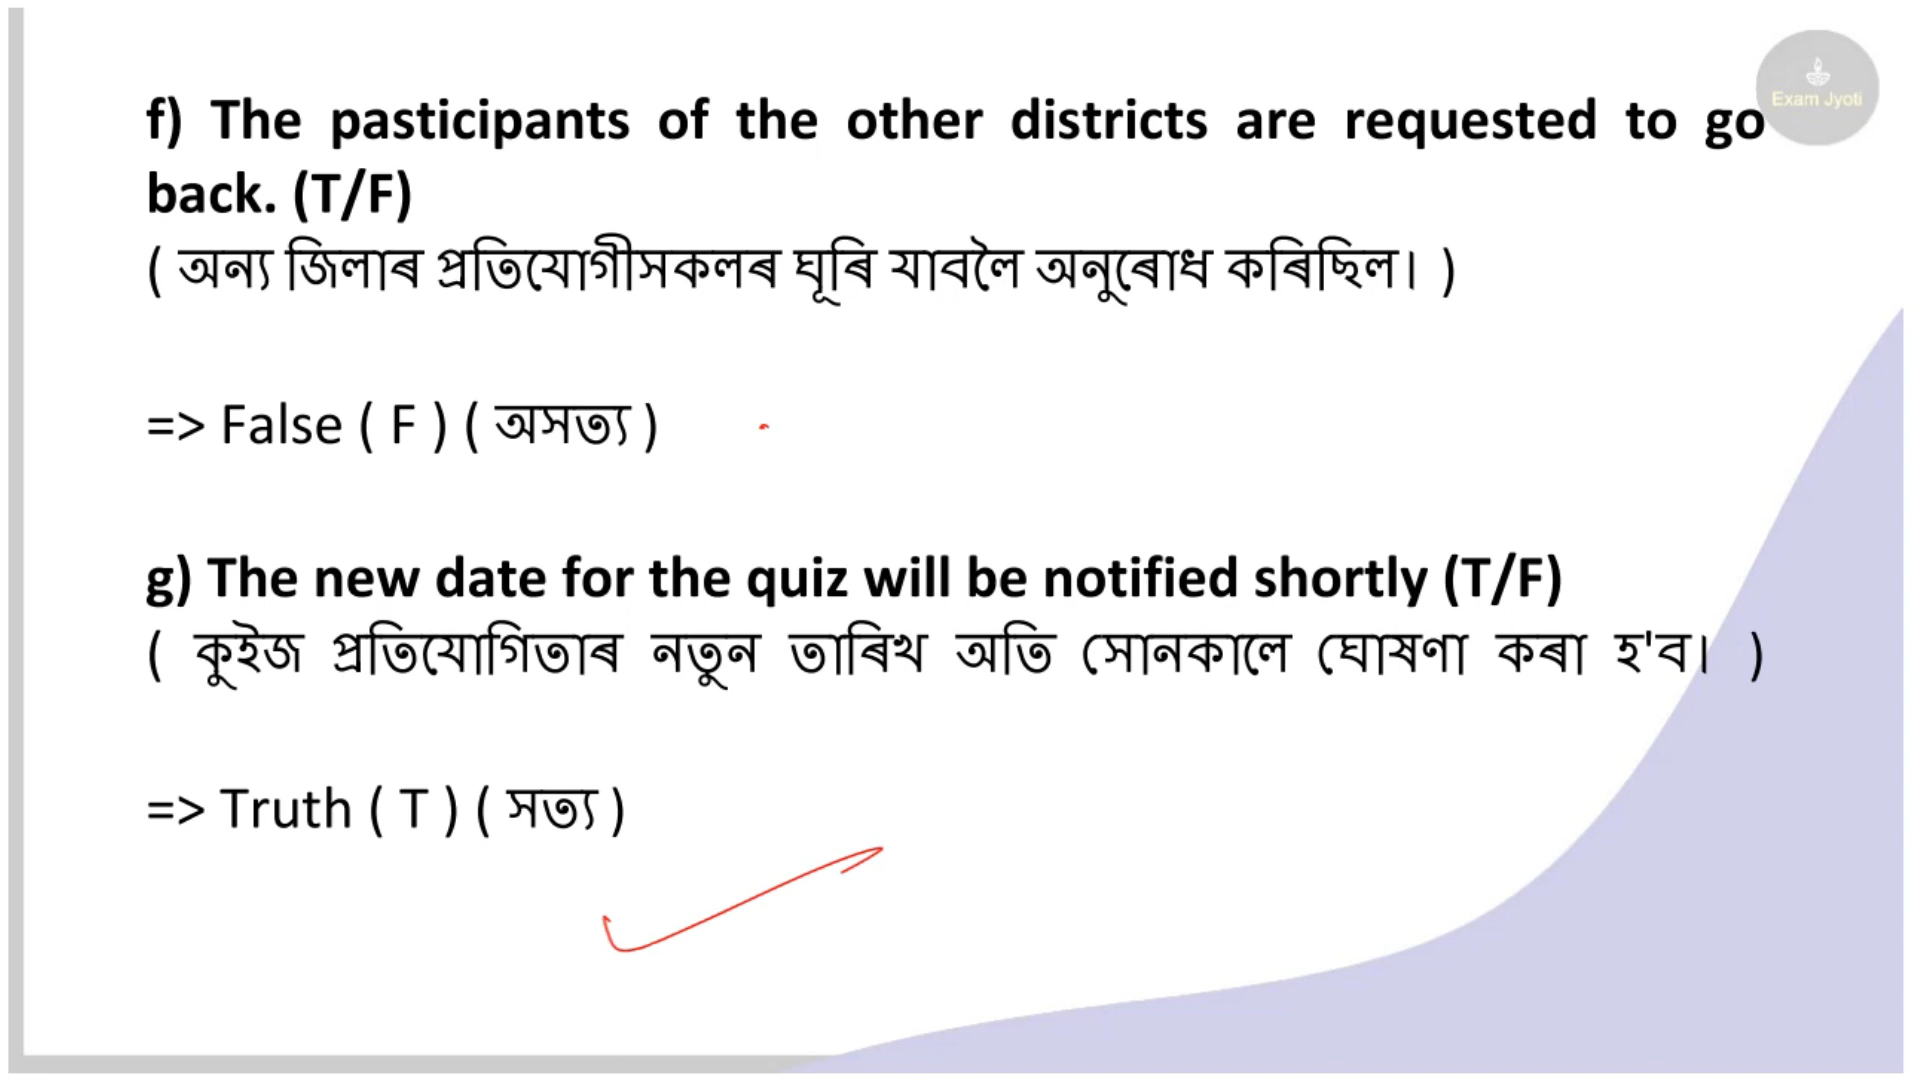 Exam Jyoti
f) The pasticipants of the other districts are requested to go
back. (T/F)
( অন্য জিলাৰ প্ৰতিযোগীসকলৰ ঘূৰি যাবলৈ অনুৰোধ কৰিছিল। )
=> False ( F ) ( অসত্য )
g) The new date for the quiz will be notified shortly (T/F)
( কুইজ প্ৰতিযোগিতাৰ নতুন তাৰিখ অতি সোনকালে ঘোষণা কৰা হ'ব। )
=> Truth ( T ) ( সত্য )